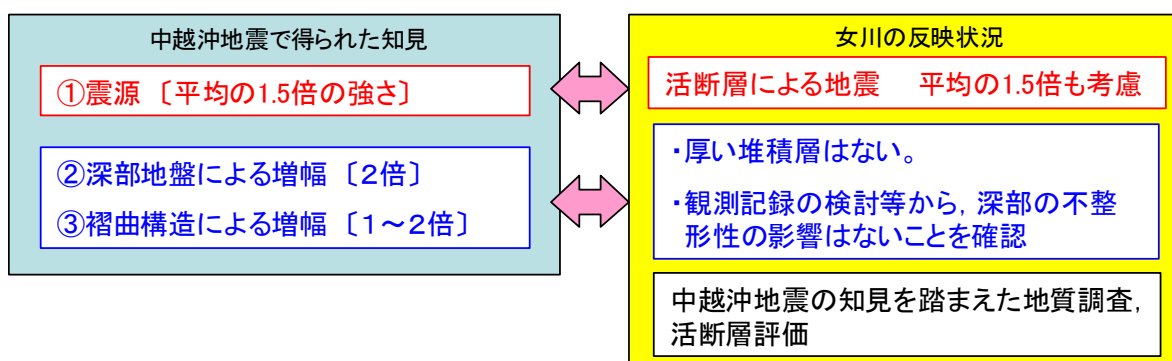 中越沖地震で得られた知見
①震源〔平均の1.5倍の強さ〕
②深部地盤による増幅〔２倍〕
③褶曲構造による増幅〔１～２倍〕
女川の反映状況
活断層による地震　平均の1.5倍も考慮
・厚い堆積層はない。
・観測記録の検討等から，深部の不整
形性の影響はないことを確認
中越沖地震の知見を踏まえた地質調査，
活断層評価